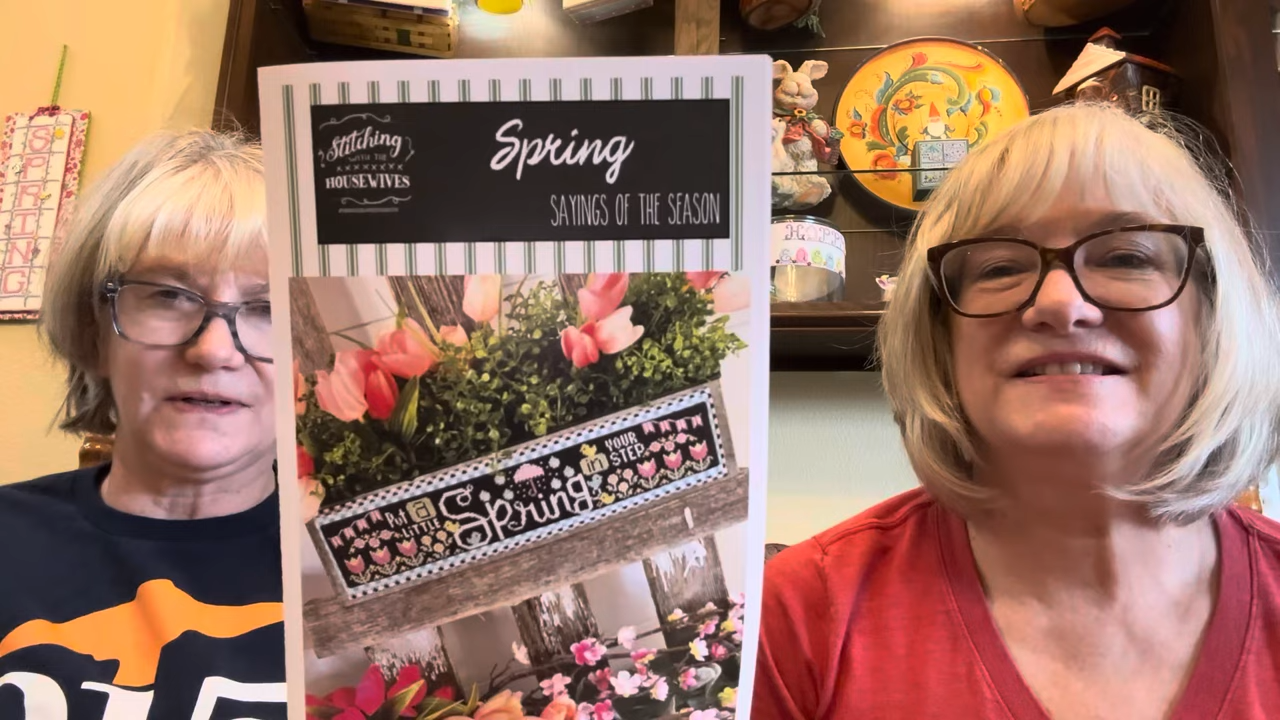 SPRING
Stitching
WITH THE
HOUSEWIVES
Spring
SAYINGS OF THE SEASON
Put a
LITTLE
Spring
in
YOUR
STEP